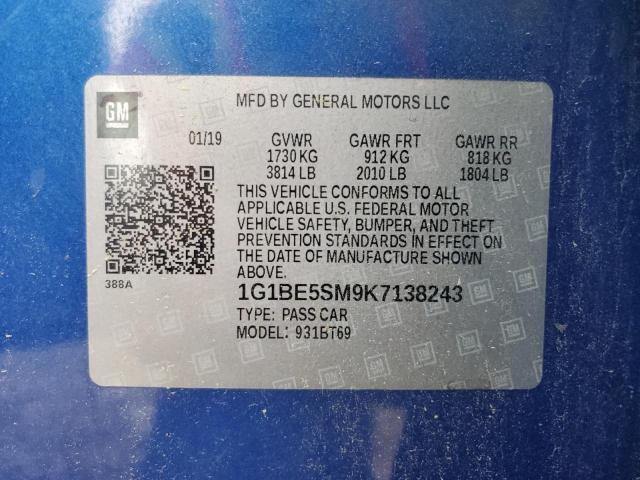 GM
MFD BY GENERAL MOTORS LLC
01/19 GVWR GAWR FRT GAWR RR
1730 KG 912 KG 818 KG
3814 LB 2010 LB 1804 LB
THIS VEHICLE CONFORMS TO ALL
APPLICABLE U.S. FEDERAL MOTOR
VEHICLE SAFETY, BUMPER, AND THEFT
PREVENTION STANDARDS IN EFFECT ON
THE DATE OF MANUFACTURE SHOWN
ABOVE.
388A
1G1BE5SM9K7138243
TYPE: PASS CAR
MODEL: 931BT69